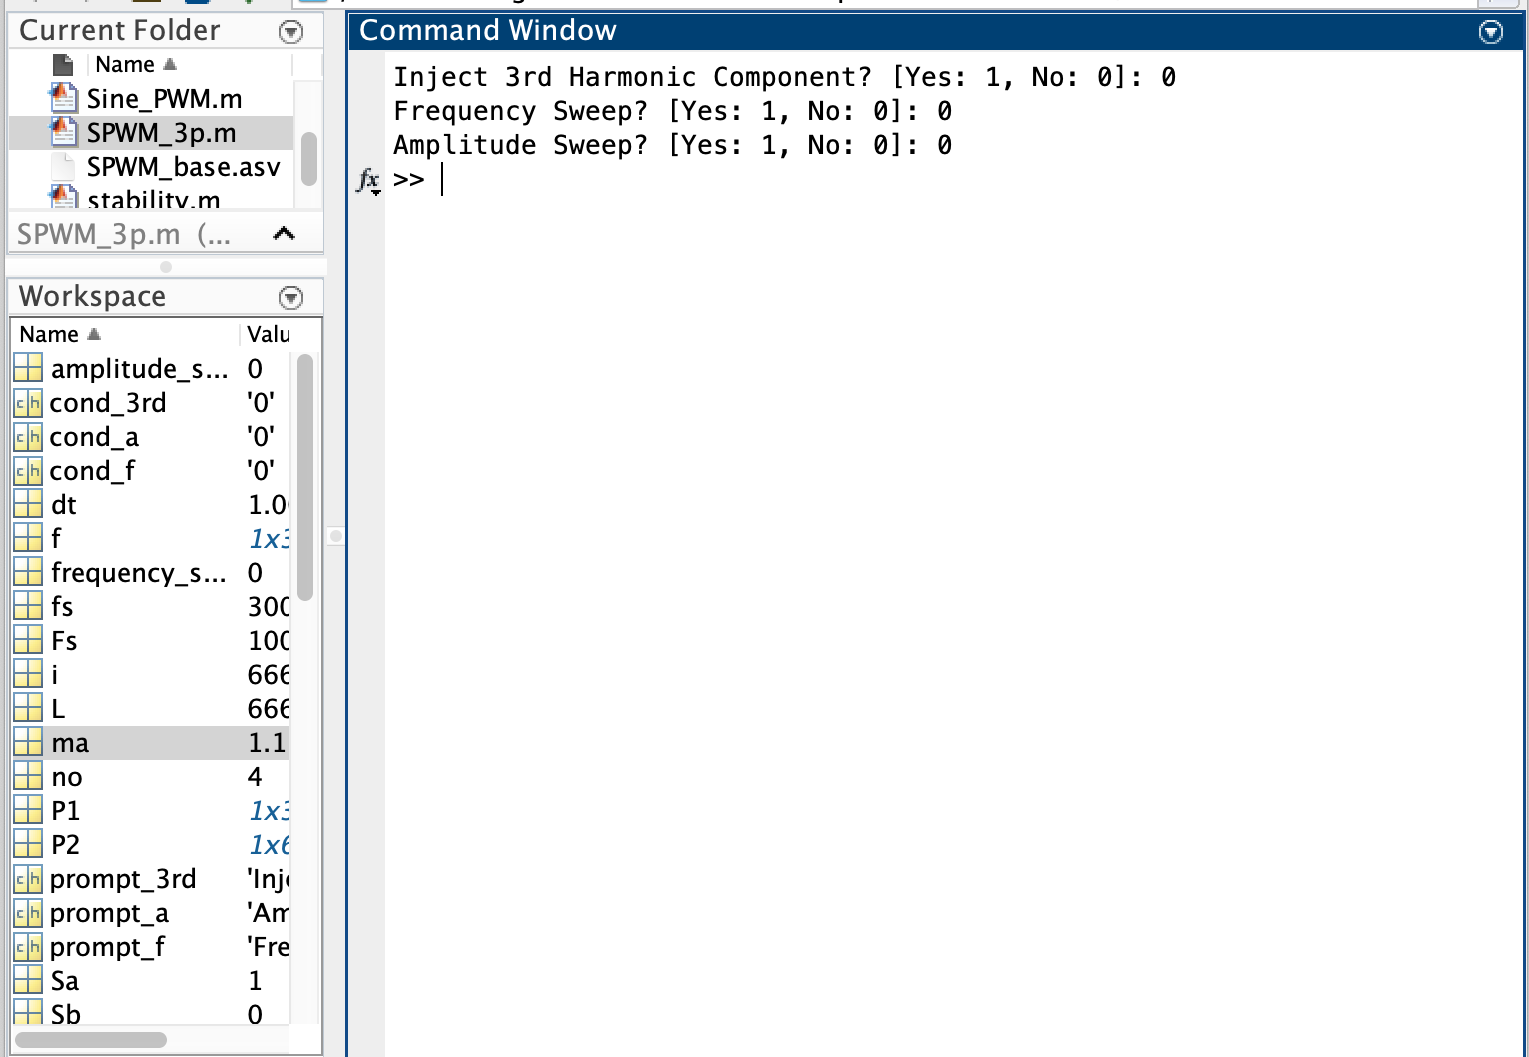 Current Folder
Name
Sine_PWM.m
SPWM_3p.m
SPWM_base.asv
stability.m
SPWM_3p.m (...
Workspace
Name Valu
amplitude_s... 0
cond_3rd '0'
cond_a '0'
cond_f '0'
dt 1.0
f 1x3
frequency_s... 0
fs 300
Fs 100
i 666
L 666
ma 1.1
no 4
P1 1x3
P2 1x6
prompt_3rd 'Inj
prompt_a 'Am
prompt_f 'Fre
Sa 1
Sb 0
Command Window
Inject 3rd Harmonic Component? [Yes: 1, No: 0]: 0
Frequency Sweep? [Yes: 1, No: 0]: 0
Amplitude Sweep? [Yes: 1, No: 0]: 0
fx >>